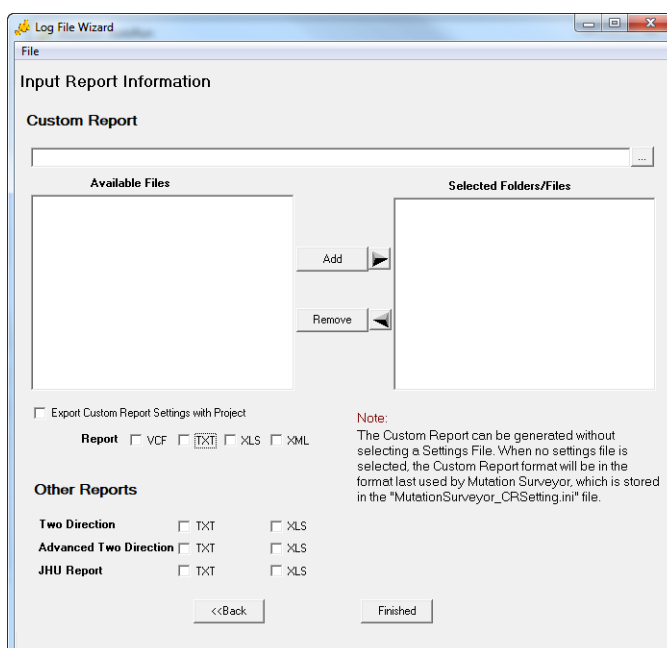 Log File Wizard
File
Input Report Information
Custom Report
...
Available Files
Selected Folders/Files
Add
Remove
Export Custom Report Settings with Project
Report VCF TXT XLS XML
Note:
The Custom Report can be generated without
selecting a Settings File. When no settings file is
selected, the Custom Report format will be in the
format last used by Mutation Surveyor, which is stored
in the "MutationSurveyor_CRSetting.ini" file.
Other Reports
Two Direction TXT XLS
Advanced Two Direction TXT XLS
JHU Report TXT XLS
<<Back
Finished